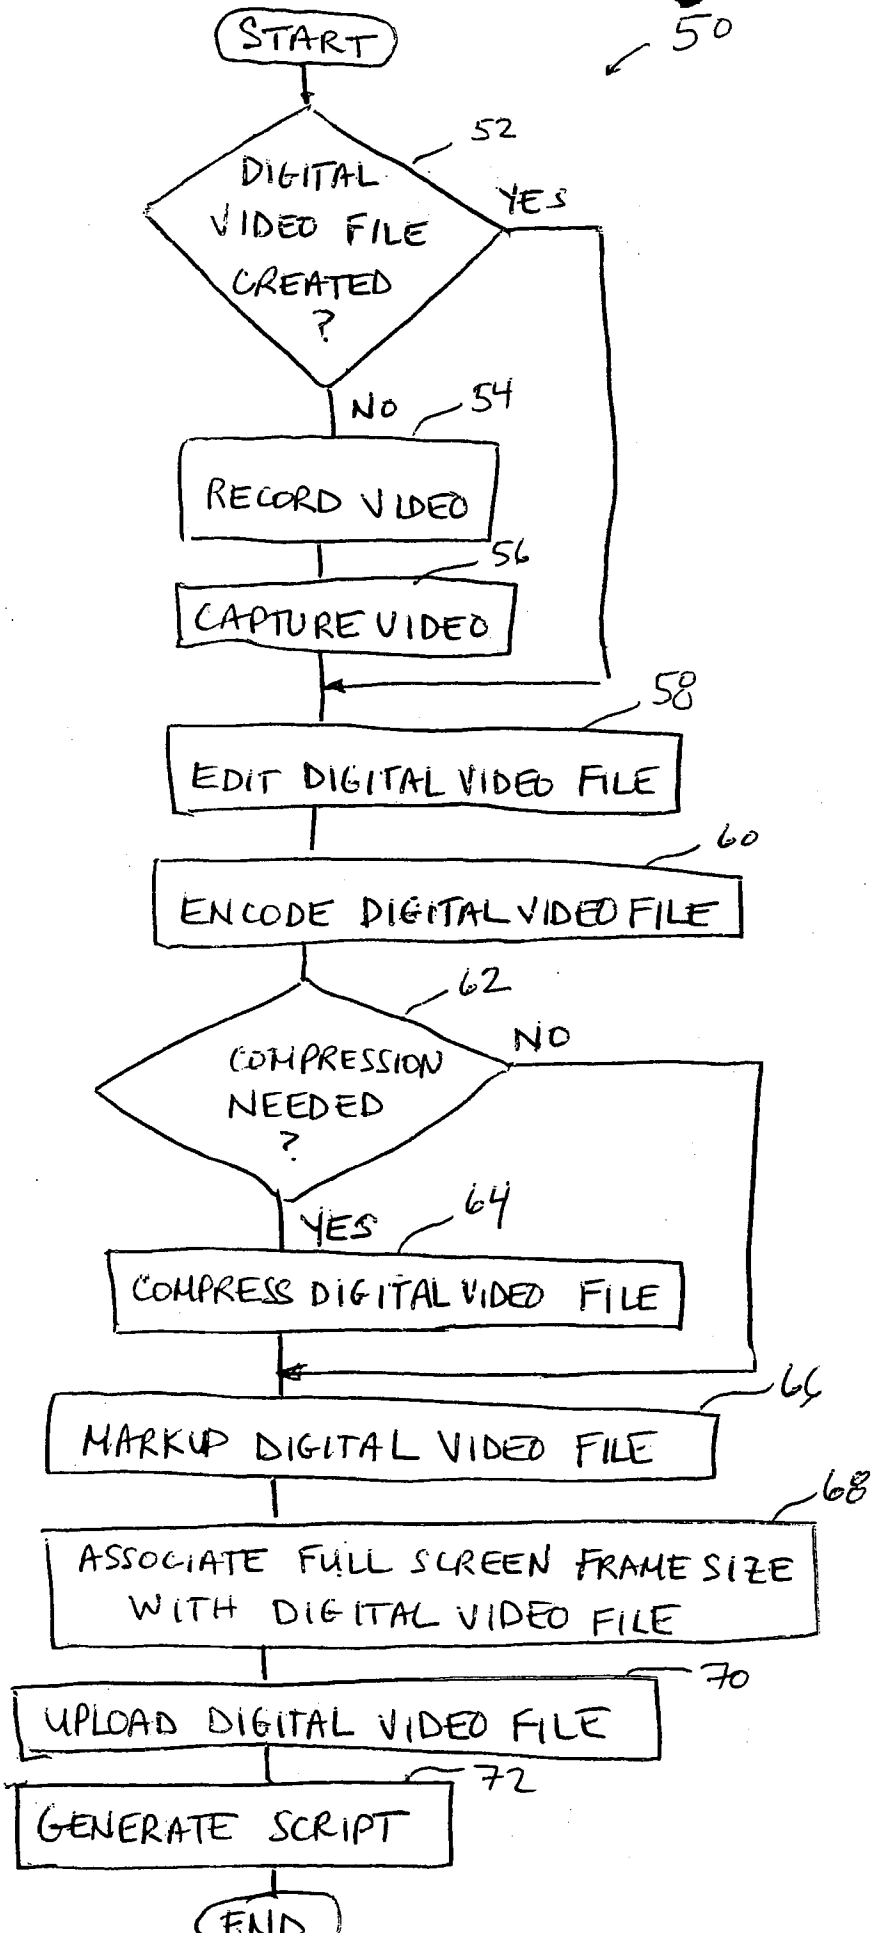 START
50
52
DIGITAL
VIDEO FILE
CREATED
?
YES
NO
54
RECORD VIDEO
56
CAPTURE VIDEO
58
EDIT DIGITAL VIDEO FILE
60
ENCODE DIGITAL VIDEO FILE
62
COMPRESSION
NEEDED
?
NO
YES
64
COMPRESS DIGITAL VIDEO FILE
66
MARKUP DIGITAL VIDEO FILE
68
ASSOCIATE FULL SCREEN FRAME SIZE
WITH DIGITAL VIDEO FILE
70
UPLOAD DIGITAL VIDEO FILE
72
GENERATE SCRIPT
END